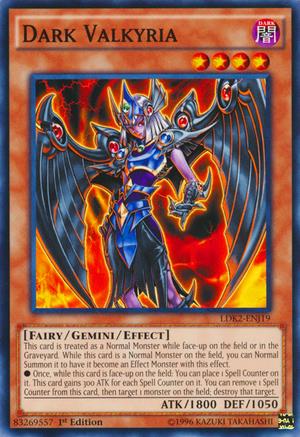 DARK VALKYRIA
DARK
闇
LDK2-ENJ19
[FAIRY/GEMINI/EFFECT]
This card is treated as a Normal Monster while face-up on the field or in the
Graveyard. While this card is a Normal Monster on the field, you can Normal
Summon it to have it become an Effect Monster with this effect.
● Once, while this card is face-up on the field: You can place 1 Spell Counter on
it. This card gains 300 ATK for each Spell Counter on it. You can remove 1 Spell
Counter from this card, then target 1 monster on the field; destroy that target.
ATK/1800 DEF/1050
83269557 1st Edition ©1996 KAZUKI TAKAHASHI